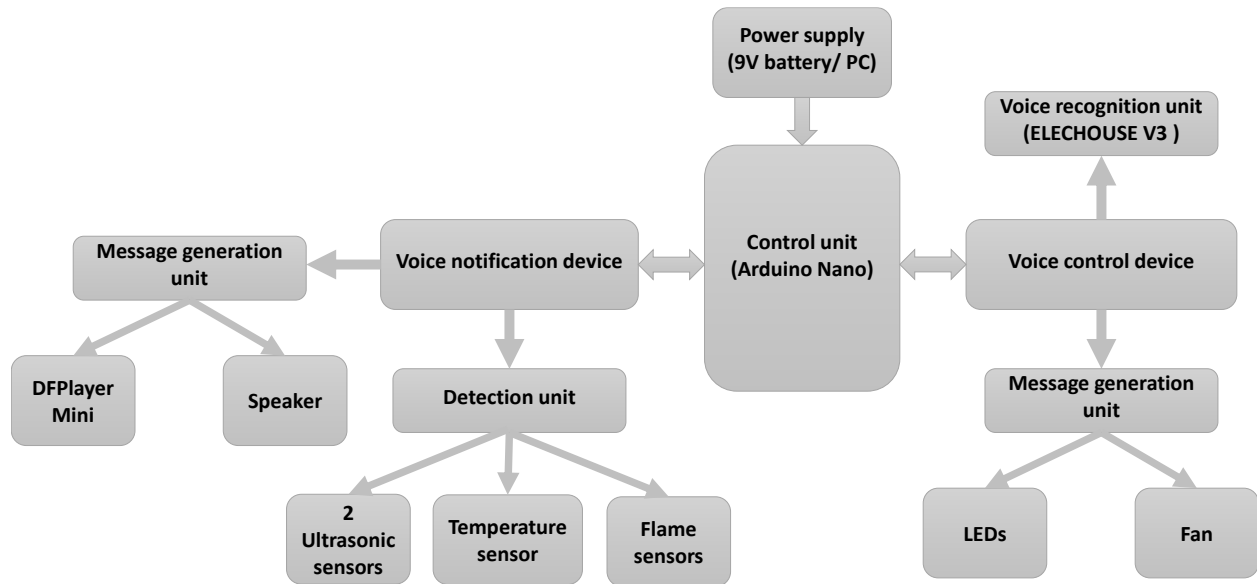 Power supply
(9V battery/ PC)
Voice recognition unit
(ELECHOUSE V3 )
Message generation
unit
Voice notification device
Control unit
(Arduino Nano)
Voice control device
DFPlayer
Mini
Speaker
Detection unit
Message generation
unit
2
Ultrasonic
sensors
Temperature
sensor
Flame
sensors
LEDs
Fan